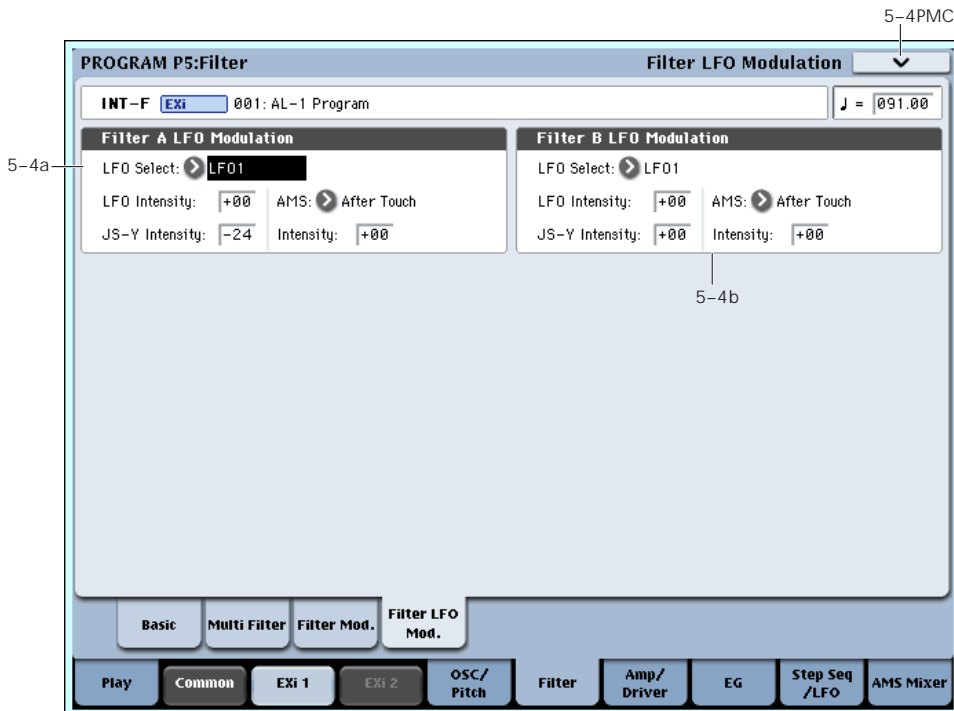 5–4PMC
PROGRAM P5:Filter Filter LFO Modulation
INT–F EXi 001: AL–1 Program ♩ = 091.00
Filter A LFO Modulation
5–4a
LFO Select: LFO1
LFO Intensity: +00 AMS: After Touch
JS–Y Intensity: –24 Intensity: +00
Filter B LFO Modulation
LFO Select: LFO1
LFO Intensity: +00 AMS: After Touch
JS–Y Intensity: +00 Intensity: +00
5–4b
Basic Multi Filter Filter Mod. Filter LFO Mod.
Play Common EXi 1 EXi 2 OSC/ Pitch Filter Amp/ Driver EG Step Seq /LFO AMS Mixer